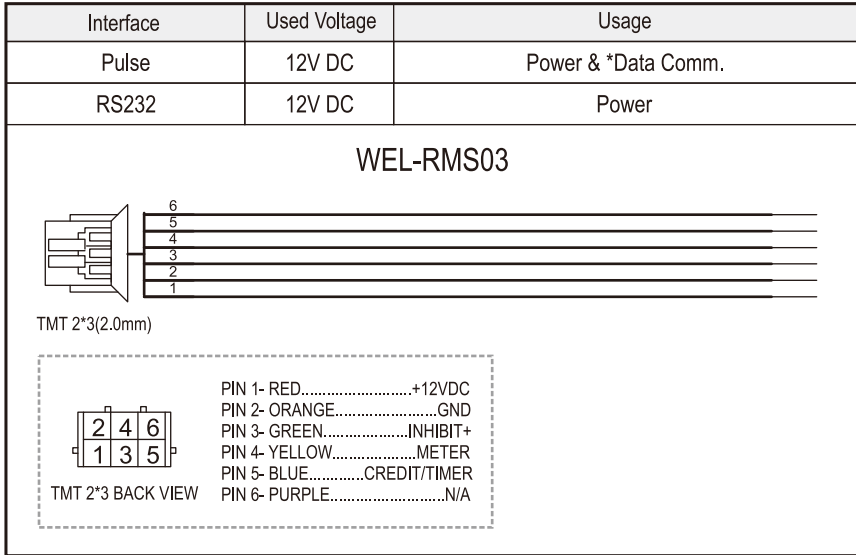 Interface Used Voltage Usage
Pulse 12V DC Power & *Data Comm.
RS232 12V DC Power
WEL-RMS03
6
5
4
3
2
1
TMT 2*3(2.0mm)
2 4 6
1 3 5
TMT 2*3 BACK VIEW
PIN 1- RED.......................+12VDC
PIN 2- ORANGE.....................GND
PIN 3- GREEN................INHIBIT+
PIN 4- YELLOW.................METER
PIN 5- BLUE............CREDIT/TIMER
PIN 6- PURPLE........................N/A